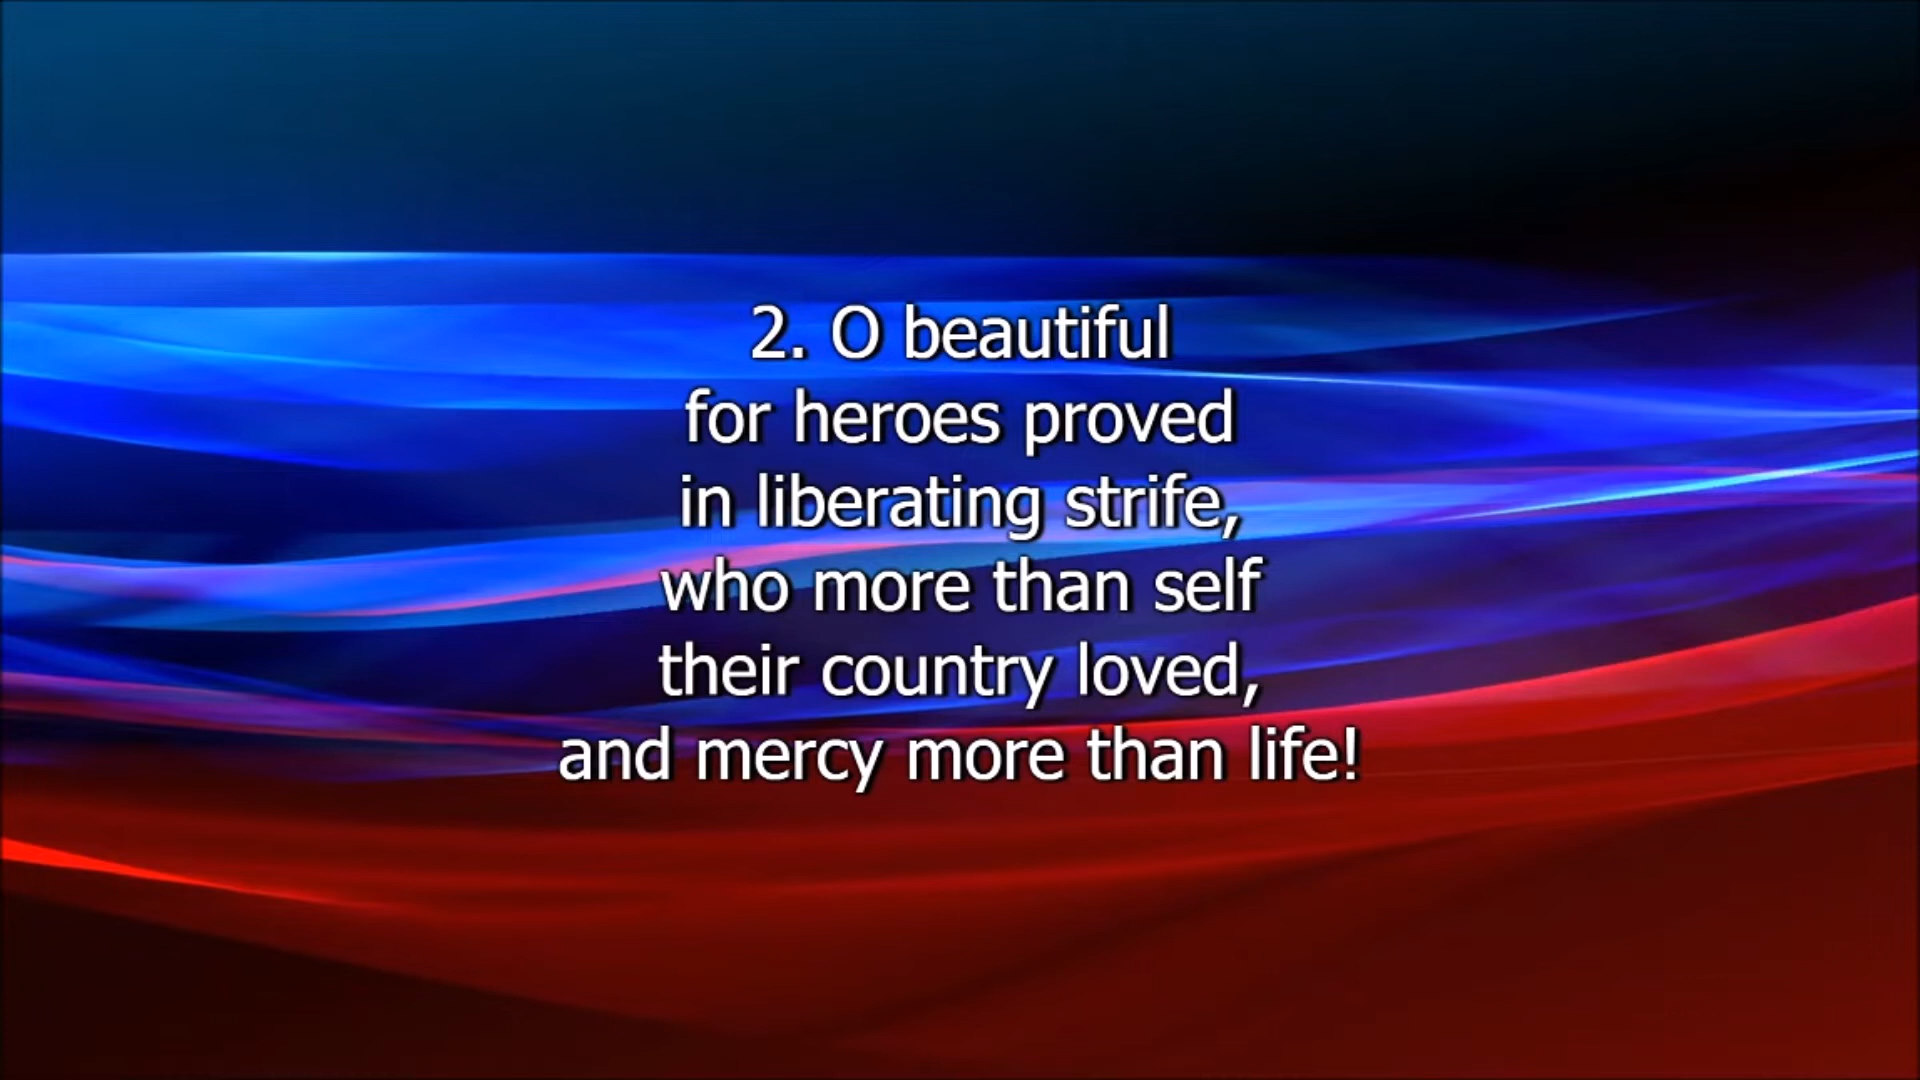 2. O beautiful
for heroes proved
in liberating strife,
who more than self
their country loved,
and mercy more than life!